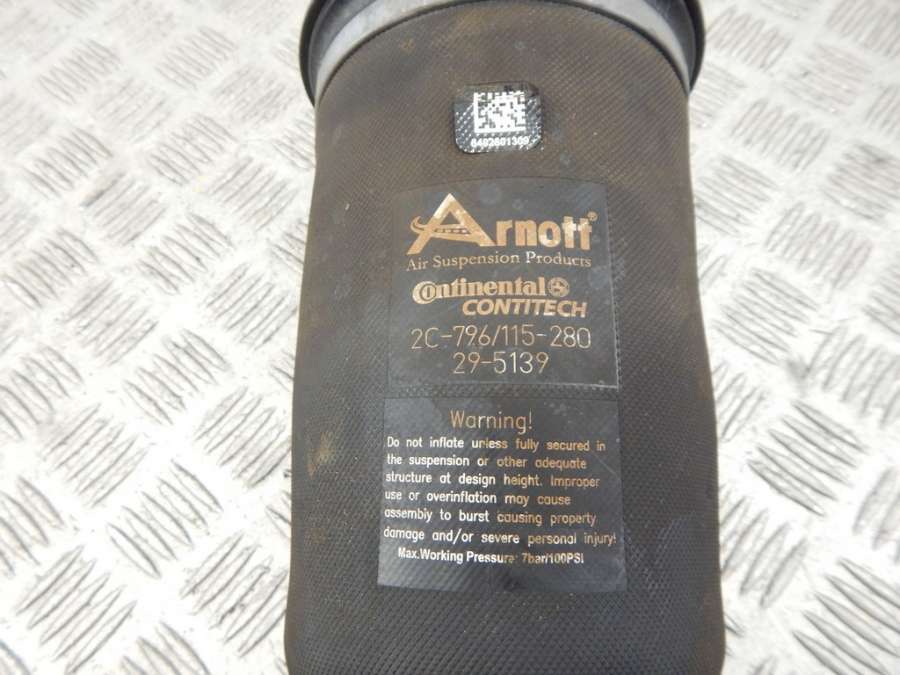 6402601309
Arnott®
Air Suspension Products
Continental
CONTITECH
2C-796/115-280
29-5139
Warning!
Do not inflate unless fully secured in
the suspension or other adequate
structure at design height. Improper
use or overinflation may cause
assembly to burst causing property
damage and/or severe personal injury!
Max.Working Pressure: 7bar/100PSI